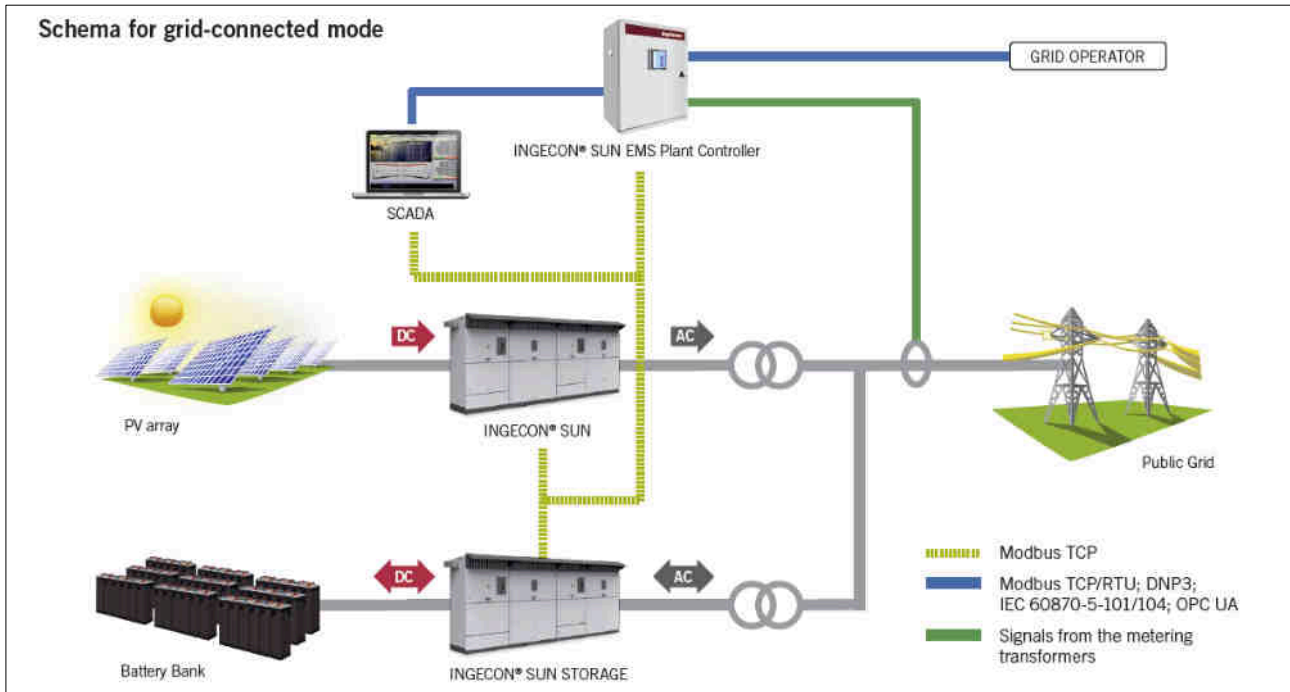 Schema for grid-connected mode
GRID OPERATOR
INGECON® SUN EMS Plant Controller
SCADA
DC
AC
PV array
INGECON® SUN
Public Grid
DC
AC
Battery Bank
INGECON® SUN STORAGE
Modbus TCP
Modbus TCP/RTU; DNP3;
IEC 60870-5-101/104; OPC UA
Signals from the metering
transformers